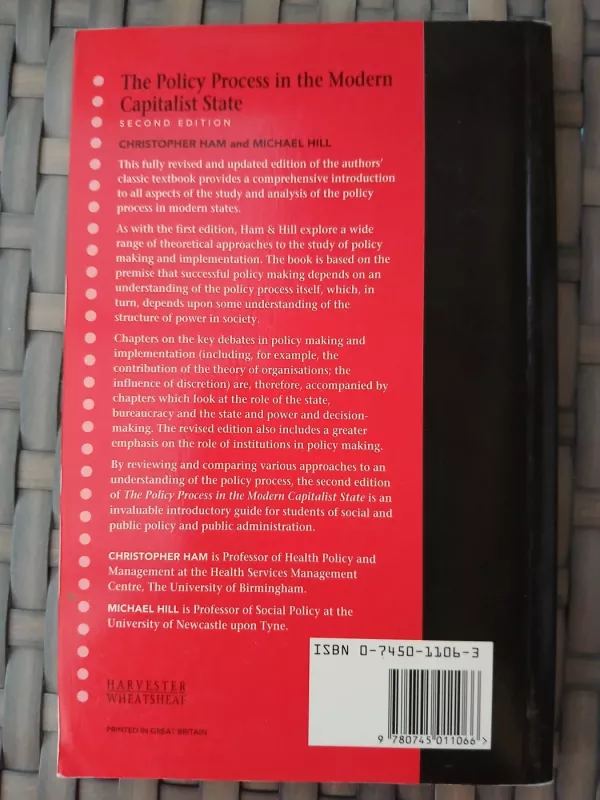 The Policy Process in the Modern
Capitalist State
SECOND EDITION
CHRISTOPHER HAM and MICHAEL HILL
This fully revised and updated edition of the authors'
classic textbook provides a comprehensive introduction
to all aspects of the study and analysis of the policy
process in modern states.
As with the first edition, Ham & Hill explore a wide
range of theoretical approaches to the study of policy
making and implementation. The book is based on the
premise that successful policy making depends on an
understanding of the policy process itself, which, in
turn, depends upon some understanding of the
structure of power in society.
Chapters on the key debates in policy making and
implementation (including, for example, the
contribution of the theory of organisations; the
influence of discretion) are, therefore, accompanied by
chapters which look at the role of the state,
bureaucracy and the state and power and decision-
making. The revised edition also includes a greater
emphasis on the role of institutions in policy making.
By reviewing and comparing various approaches to an
understanding of the policy process, the second edition
of The Policy Process in the Modern Capitalist State is an
invaluable introductory guide for students of social and
public policy and public administration.
CHRISTOPHER HAM is Professor of Health Policy and
Management at the Health Services Management
Centre, The University of Birmingham.
MICHAEL HILL is Professor of Social Policy at the
University of Newcastle upon Tyne.
ISBN 0-7450-1106-3
9 780745 011066 >
HARVESTER
WHEATSHEAF
PRINTED IN GREAT BRITAIN